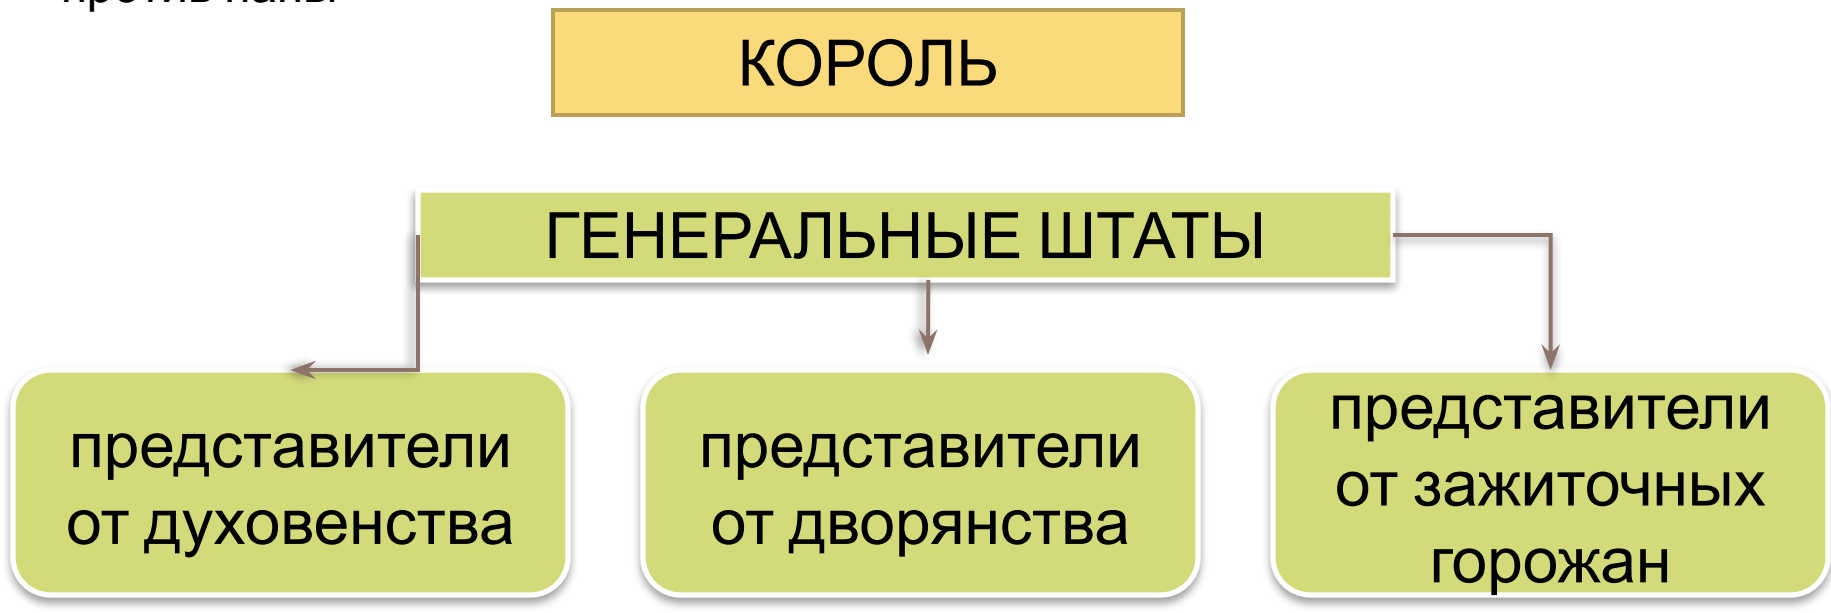 КОРОЛЬ
ГЕНЕРАЛЬНЫЕ ШТАТЫ
представители
от духовенства
представители
от дворянства
представители
от зажиточных
горожан